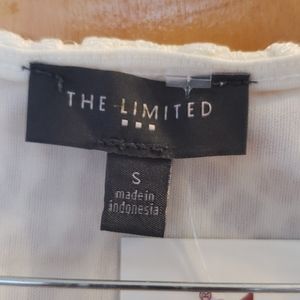 THE LIMITED
S
made in
indonesia